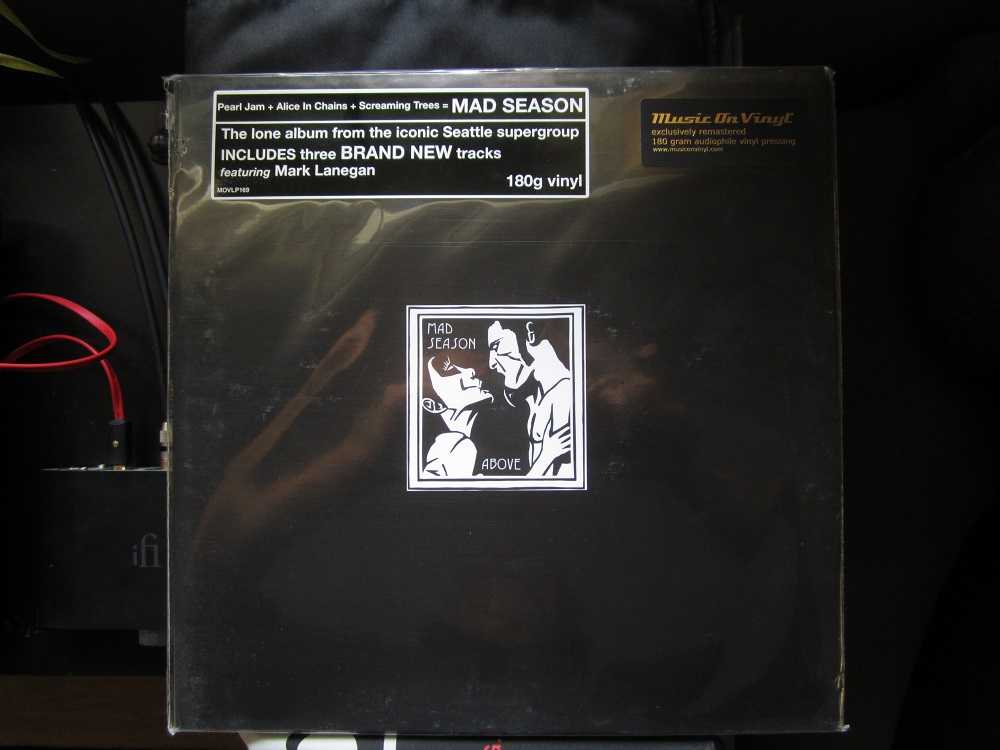 Pearl Jam + Alice In Chains + Screaming Trees = MAD SEASON
The lone album from the iconic Seattle supergroup
INCLUDES three BRAND NEW tracks
featuring Mark Lanegan
180g vinyl
MOVLP169
Music On Vinyl
exclusively remastered
180 gram audiophile vinyl pressing
www.musiconvinyl.com
MAD
SEASON
ABOVE
ifi